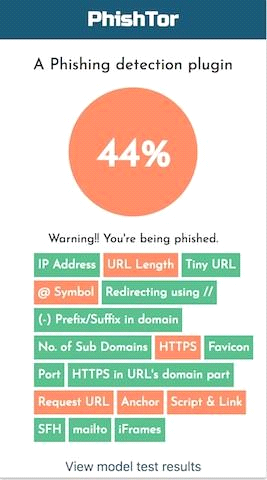 PhishTor
A Phishing detection plugin
44%
Warning!! You're being phished.
IP Address URL Length Tiny URL
@ Symbol Redirecting using //
(-) Prefix/Suffix in domain
No. of Sub Domains HTTPS Favicon
Port HTTPS in URL's domain part
Request URL Anchor Script & Link
SFH mailto iFrames
View model test results